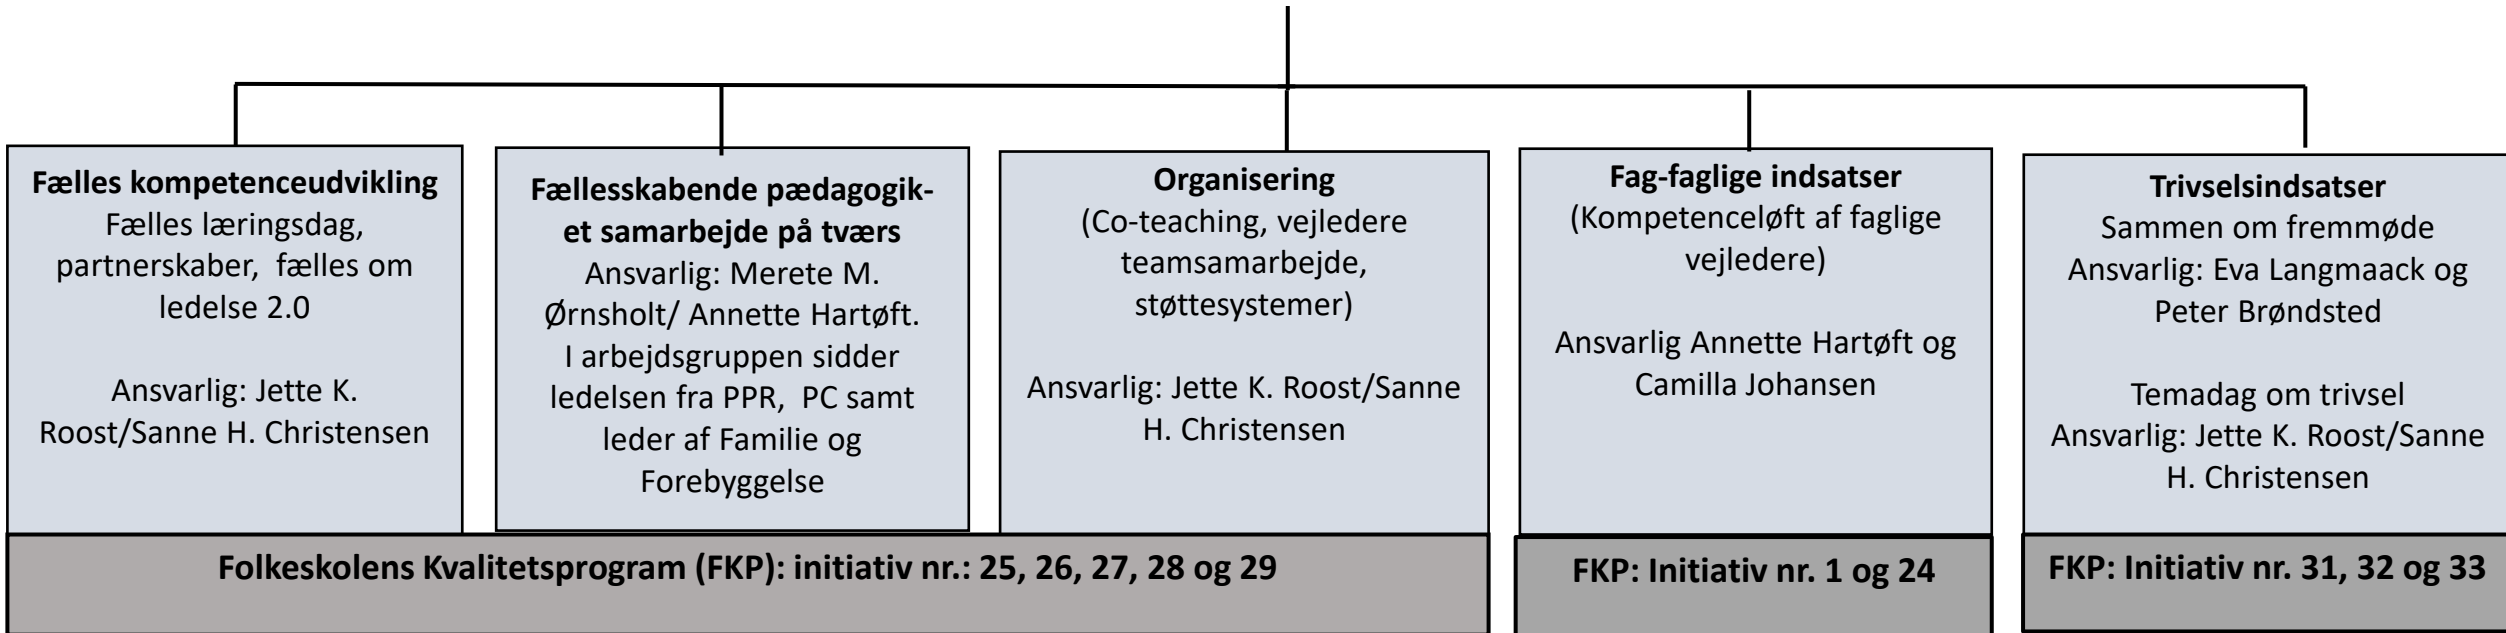 Fælles kompetenceudvikling
Fælles læringsdag,
partnerskaber, fælles om
ledelse 2.0
Ansvarlig: Jette K.
Roost/Sanne H. Christensen
Fællesskabende pædagogik-
et samarbejde på tværs
Ansvarlig: Merete M.
Ørnsholt/ Annette Hartøft.
I arbejdsgruppen sidder
ledelsen fra PPR, PC samt
leder af Familie og
Forebyggelse
Organisering
(Co-teaching, vejledere
teamsamarbejde,
støttesystemer)
Ansvarlig: Jette K. Roost/Sanne
H. Christensen
Fag-faglige indsatser
(Kompetenceløft af faglige
vejledere)
Ansvarlig Annette Hartøft og
Camilla Johansen
Trivselsindsatser
Sammen om fremmøde
Ansvarlig: Eva Langmaack og
Peter Brøndsted
Temadag om trivsel
Ansvarlig: Jette K. Roost/Sanne
H. Christensen
Folkeskolens Kvalitetsprogram (FKP): initiativ nr.: 25, 26, 27, 28 og 29
FKP: Initiativ nr. 1 og 24
FKP: Initiativ nr. 31, 32 og 33